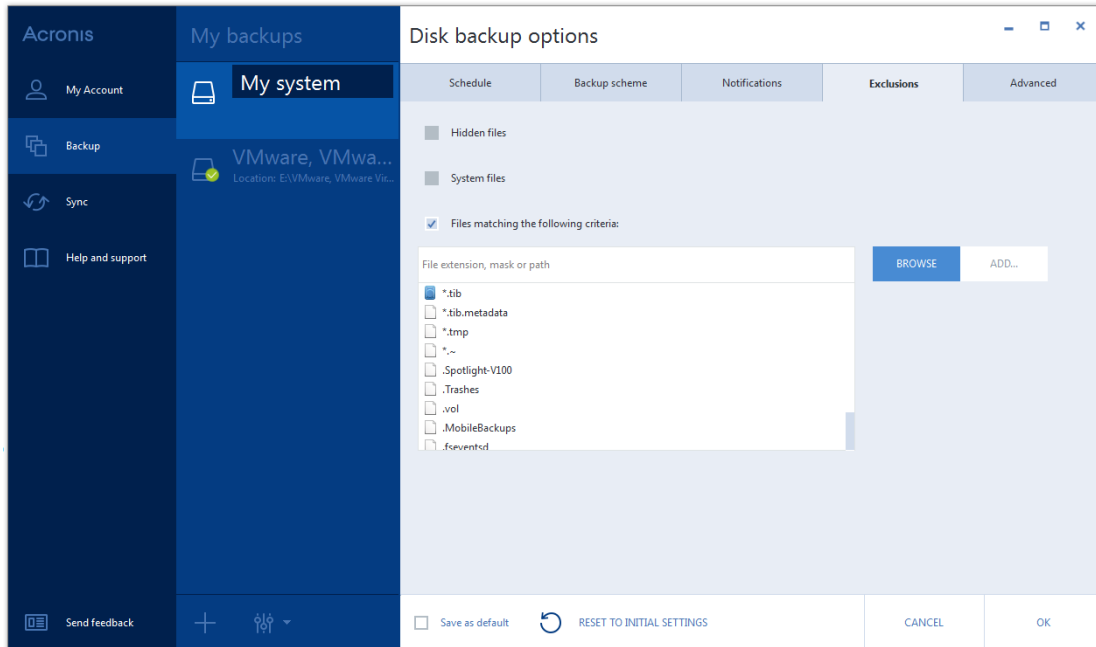 Acronis
My Account
Backup
Sync
Help and support
Send feedback
My backups
My system
VMware, VMwa...
Location: E:\VMware, VMware Vir...
Disk backup options
Schedule
Backup scheme
Notifications
Exclusions
Advanced
Hidden files
System files
Files matching the following criteria:
File extension, mask or path
BROWSE
ADD...
*.tib
*.tib.metadata
*.tmp
*.~
.Spotlight-V100
.Trashes
.vol
.MobileBackups
.fseventsd
Save as default
RESET TO INITIAL SETTINGS
CANCEL
OK